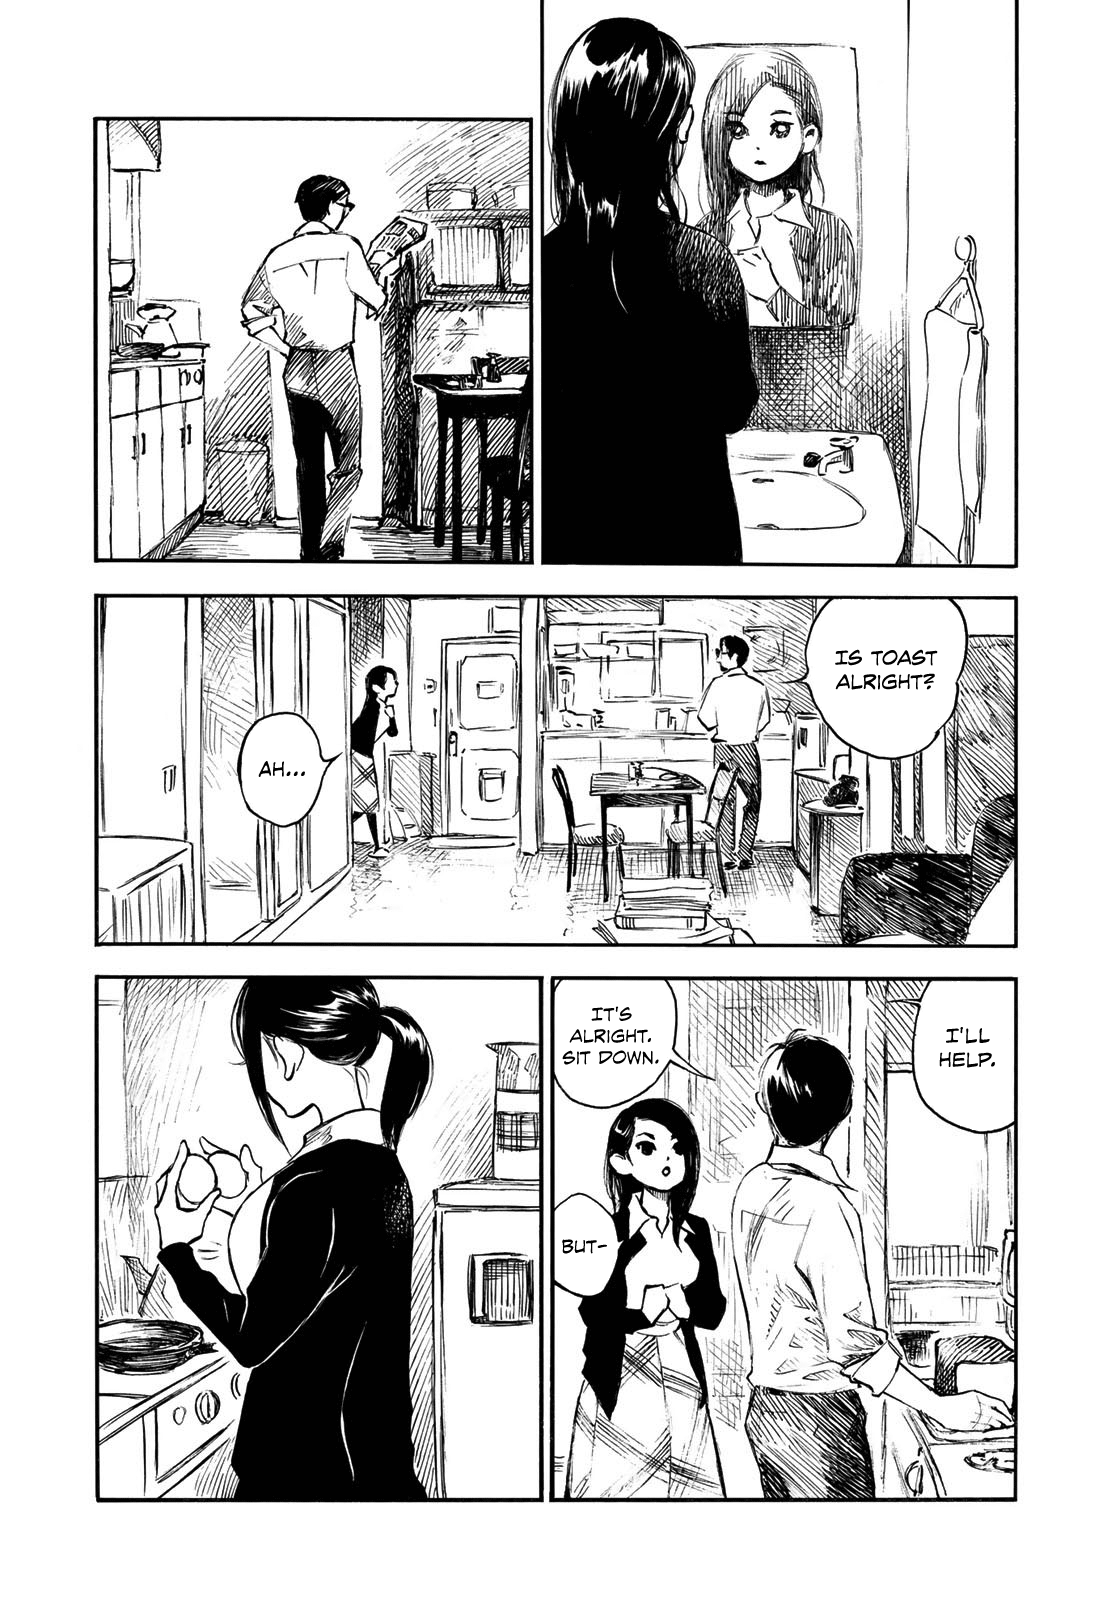 IS TOAST
ALRIGHT?
AH...
I'LL
HELP.
IT'S
ALRIGHT.
SIT DOWN.
BUT-